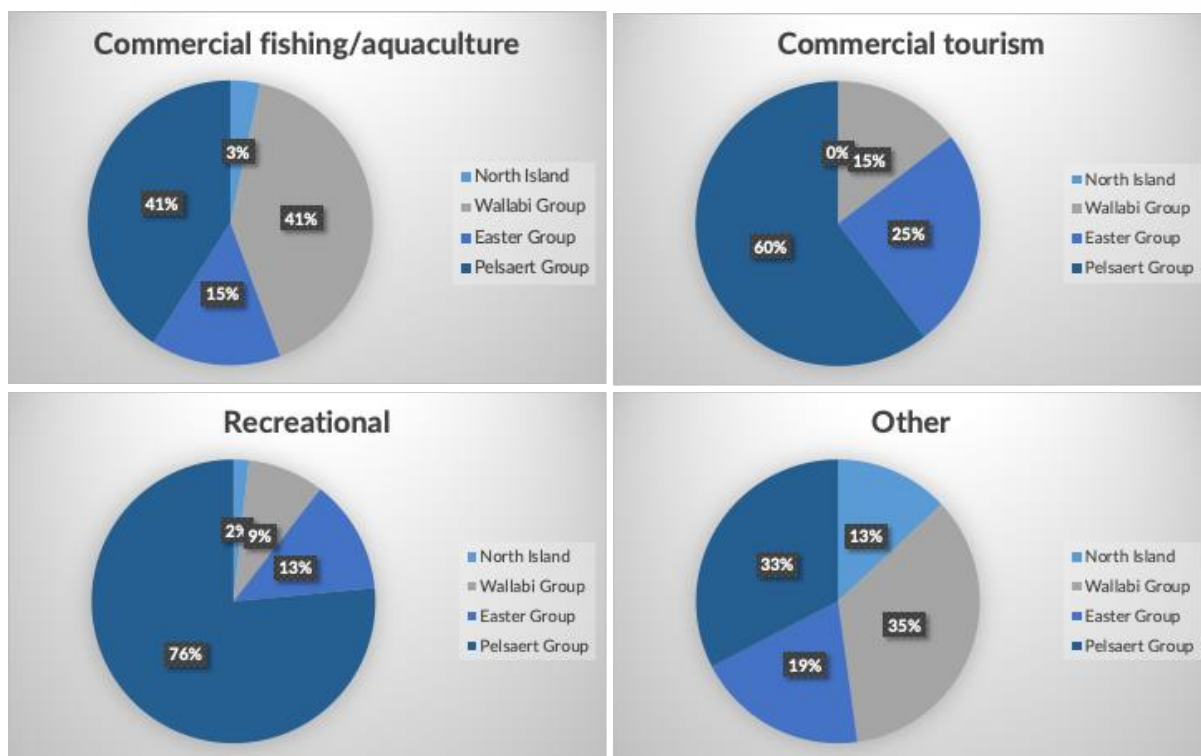 Commercial fishing/aquaculture
3%
41%
41%
15%
North Island
Wallabi Group
Easter Group
Pelsaert Group
Commercial tourism
0%
15%
25%
60%
North Island
Wallabi Group
Easter Group
Pelsaert Group
Recreational
2%
9%
13%
76%
North Island
Wallabi Group
Easter Group
Pelsaert Group
Other
13%
33%
35%
19%
North Island
Wallabi Group
Easter Group
Pelsaert Group